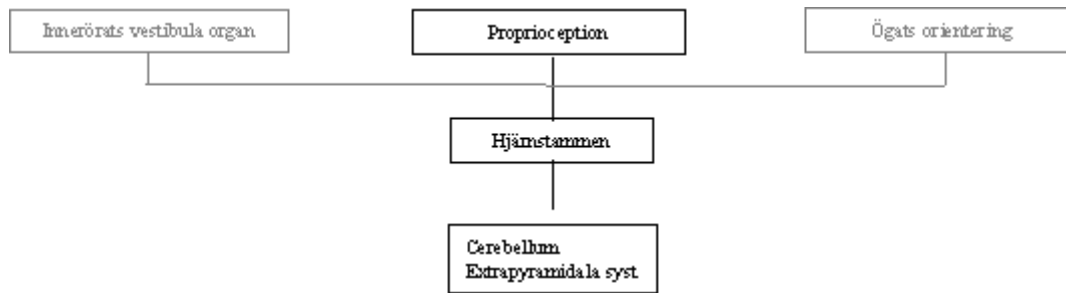 Innerörats vestibula organ
Proprioception
Ögats orientering
Hjärnstammen
Cerebellum
Extrapyramidala syst